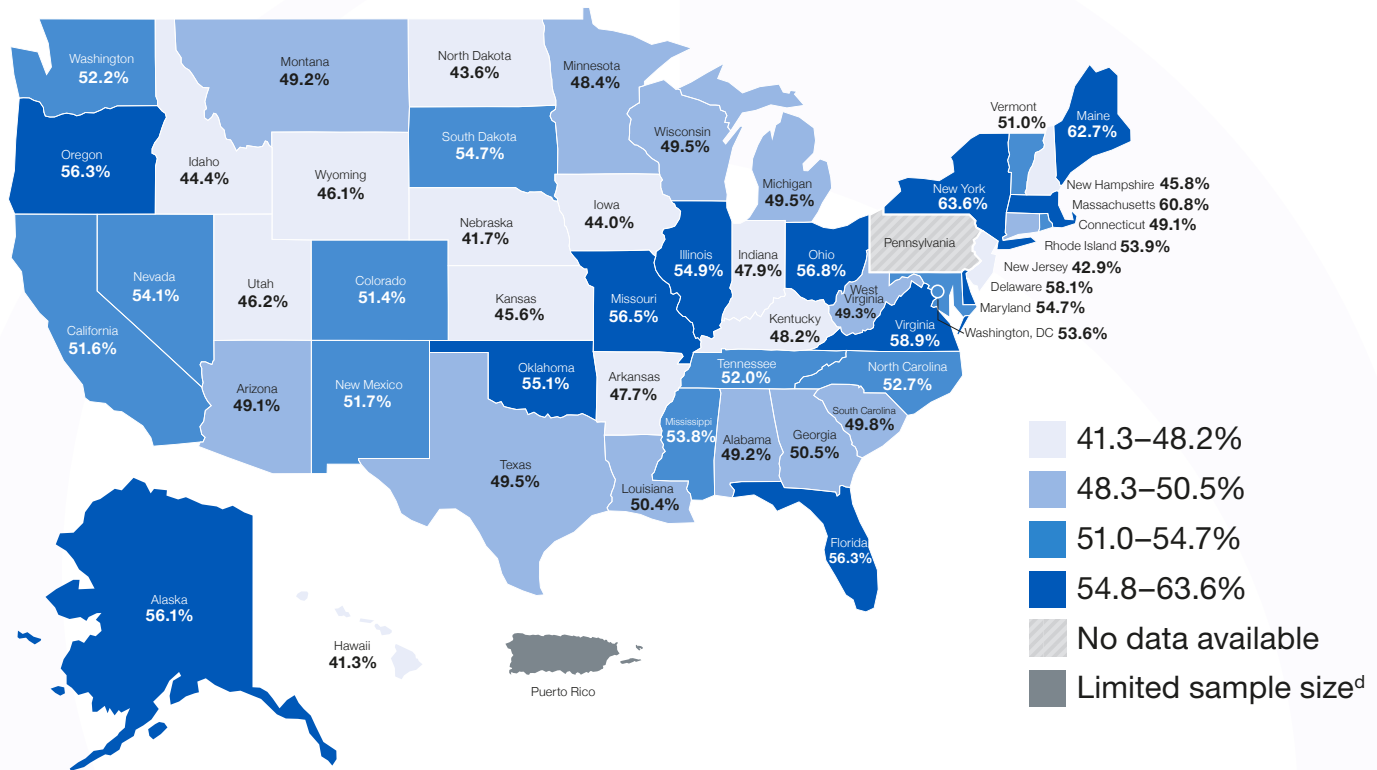 Washington
52.2%
Montana
49.2%
North Dakota
43.6%
Minnesota
48.4%
Vermont
51.0%
Maine
62.7%
Oregon
56.3%
Idaho
44.4%
Wyoming
46.1%
South Dakota
54.7%
Wisconsin
49.5%
Michigan
49.5%
New York
63.6%
New Hampshire 45.8%
Massachusetts 60.8%
Connecticut 49.1%
Rhode Island 53.9%
New Jersey 42.9%
Delaware 58.1%
Maryland 54.7%
Washington, DC 53.6%
Nebraska
41.7%
Iowa
44.0%
Illinois
54.9%
Indiana
47.9%
Ohio
56.8%
Pennsylvania
Nevada
54.1%
Utah
46.2%
Colorado
51.4%
Kansas
45.6%
Missouri
56.5%
Kentucky
48.2%
West
Virginia
49.3%
Virginia
58.9%
California
51.6%
Arizona
49.1%
New Mexico
51.7%
Oklahoma
55.1%
Arkansas
47.7%
Tennessee
52.0%
North Carolina
52.7%
Texas
49.5%
Louisiana
50.4%
Mississippi
53.8%
Alabama
49.2%
Georgia
50.5%
South Carolina
49.8%
Florida
56.3%
Alaska
56.1%
Hawaii
41.3%
Puerto Rico
41.3–48.2%
48.3–50.5%
51.0–54.7%
54.8–63.6%
No data available
Limited sample sizeᵈ